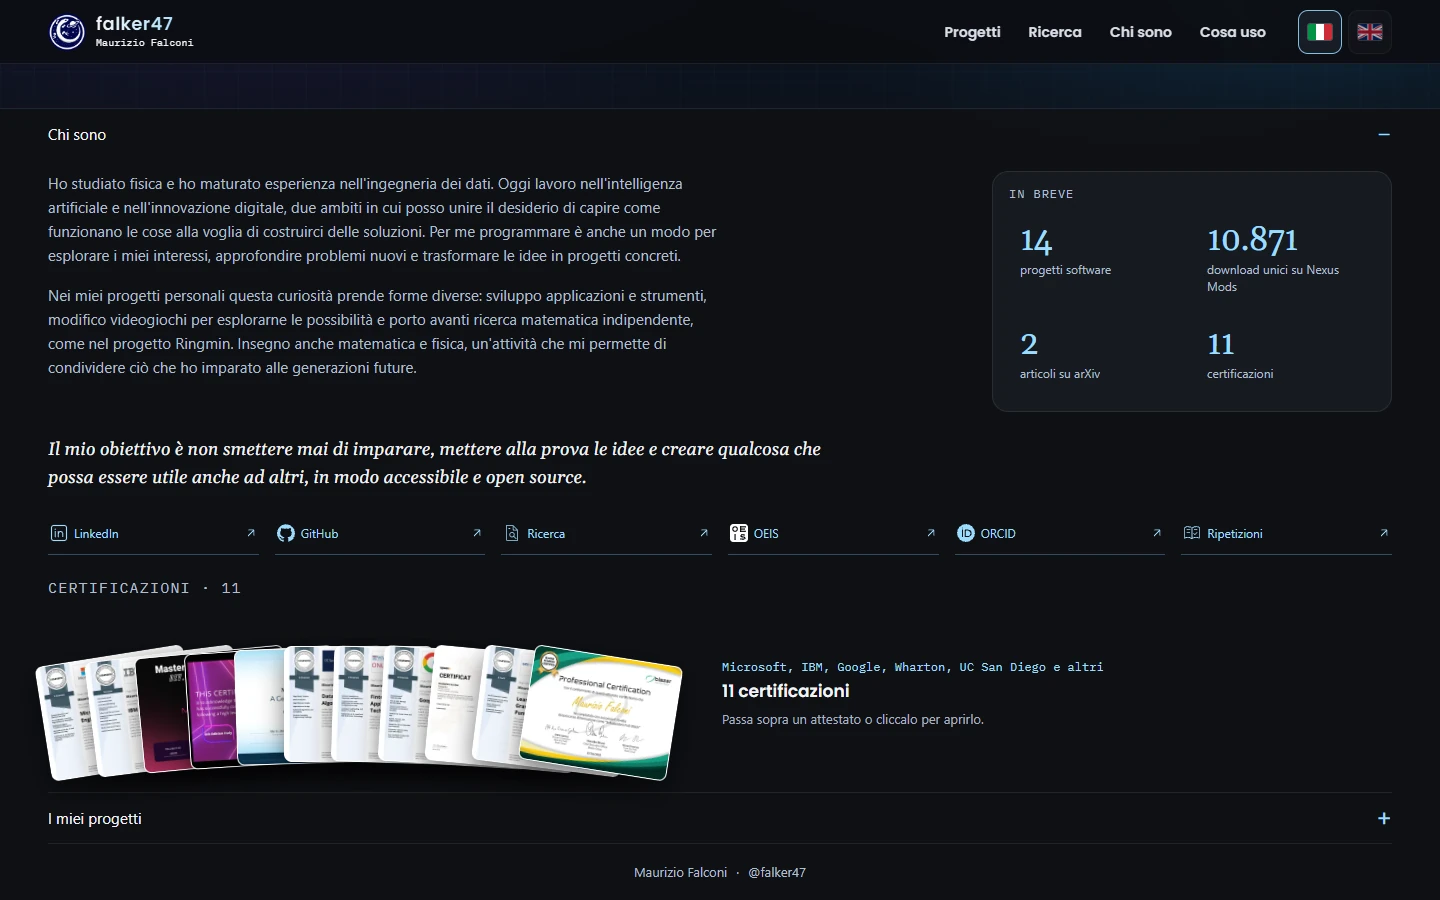 falker47
Maurizio Falconi
Progetti
Ricerca
Chi sono
Cosa uso
Chi sono
Ho studiato fisica e ho maturato esperienza nell'ingegneria dei dati. Oggi lavoro nell'intelligenza
artificiale e nell'innovazione digitale, due ambiti in cui posso unire il desiderio di capire come
funzionano le cose alla voglia di costruirci delle soluzioni. Per me programmare è anche un modo per
esplorare i miei interessi, approfondire problemi nuovi e trasformare le idee in progetti concreti.
Nei miei progetti personali questa curiosità prende forme diverse: sviluppo applicazioni e strumenti,
modifico videogiochi per esplorarne le possibilità e porto avanti ricerca matematica indipendente,
come nel progetto Ringmin. Insegno anche matematica e fisica, un'attività che mi permette di
condividere ciò che ho imparato alle generazioni future.
IN BREVE
14
progetti software
10.871
download unici su Nexus
Mods
2
articoli su arXiv
11
certificazioni
Il mio obiettivo è non smettere mai di imparare, mettere alla prova le idee e creare qualcosa che
possa essere utile anche ad altri, in modo accessibile e open source.
LinkedIn
GitHub
Ricerca
OEIS
ORCID
Ripetizioni
CERTIFICAZIONI · 11
Master
THIS CERTI
CERTIFICAT
Professional Certification
Maurizio Falconi
Microsoft, IBM, Google, Wharton, UC San Diego e altri
11 certificazioni
Passa sopra un attestato o cliccalo per aprirlo.
I miei progetti
Maurizio Falconi · @falker47